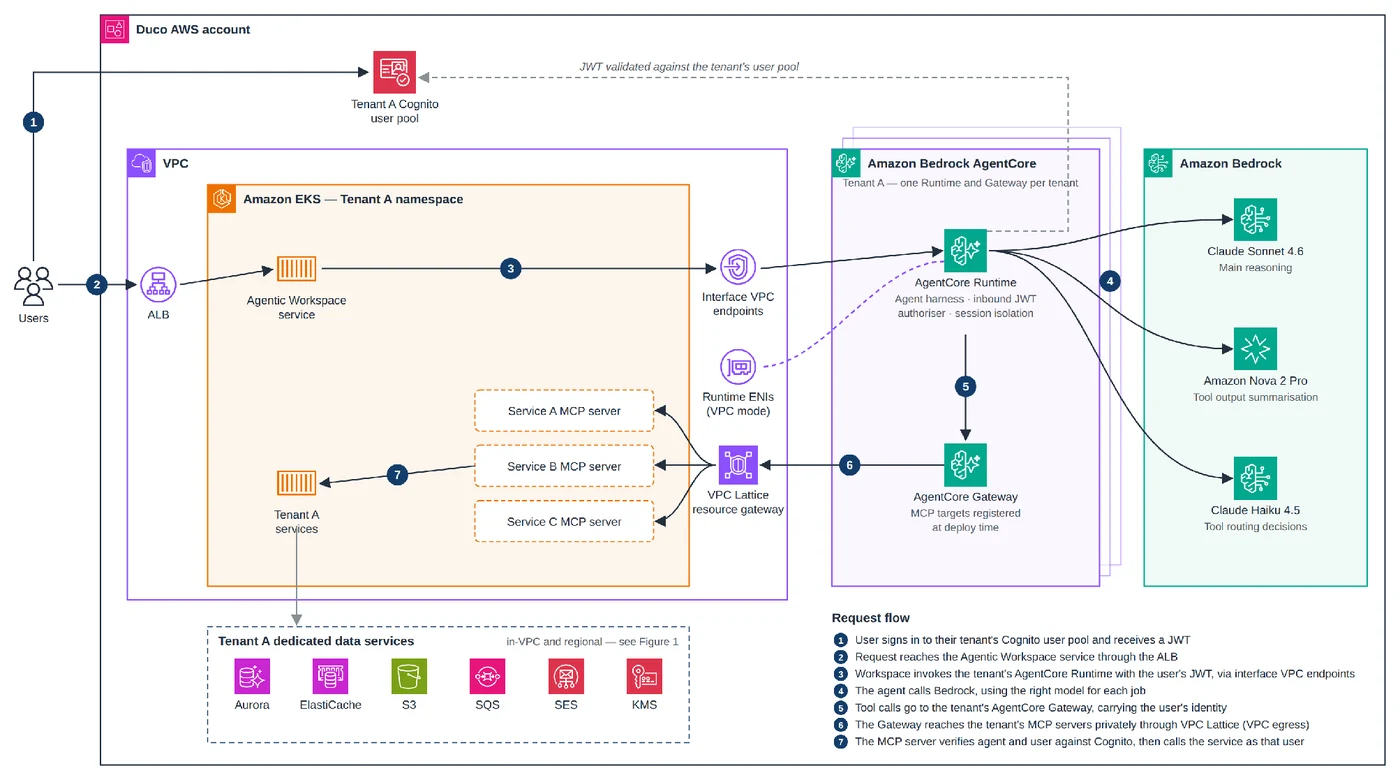 Duco AWS account
JWT validated against the tenant's user pool
Tenant A Cognito
user pool
1
VPC
Amazon EKS — Tenant A namespace
Amazon Bedrock AgentCore
Tenant A — one Runtime and Gateway per tenant
Amazon Bedrock
Users
2
ALB
Agentic Workspace
service
3
Interface VPC
endpoints
AgentCore Runtime
Agent harness · inbound JWT
authoriser · session isolation
4
Claude Sonnet 4.6
Main reasoning
Runtime ENIs
(VPC mode)
5
Amazon Nova 2 Pro
Tool output summarisation
Service A MCP server
Service B MCP server
Service C MCP server
7
Tenant A
services
VPC Lattice
resource gateway
6
AgentCore Gateway
MCP targets registered
at deploy time
Claude Haiku 4.5
Tool routing decisions
Tenant A dedicated data services
in-VPC and regional — see Figure 1
Aurora
ElastiCache
S3
SQS
SES
KMS
Request flow
1 User signs in to their tenant's Cognito user pool and receives a JWT
2 Request reaches the Agentic Workspace service through the ALB
3 Workspace invokes the tenant's AgentCore Runtime with the user's JWT, via interface VPC endpoints
4 The agent calls Bedrock, using the right model for each job
5 Tool calls go to the tenant's AgentCore Gateway, carrying the user's identity
6 The Gateway reaches the tenant's MCP servers privately through VPC Lattice (VPC egress)
7 The MCP server verifies agent and user against Cognito, then calls the service as that user